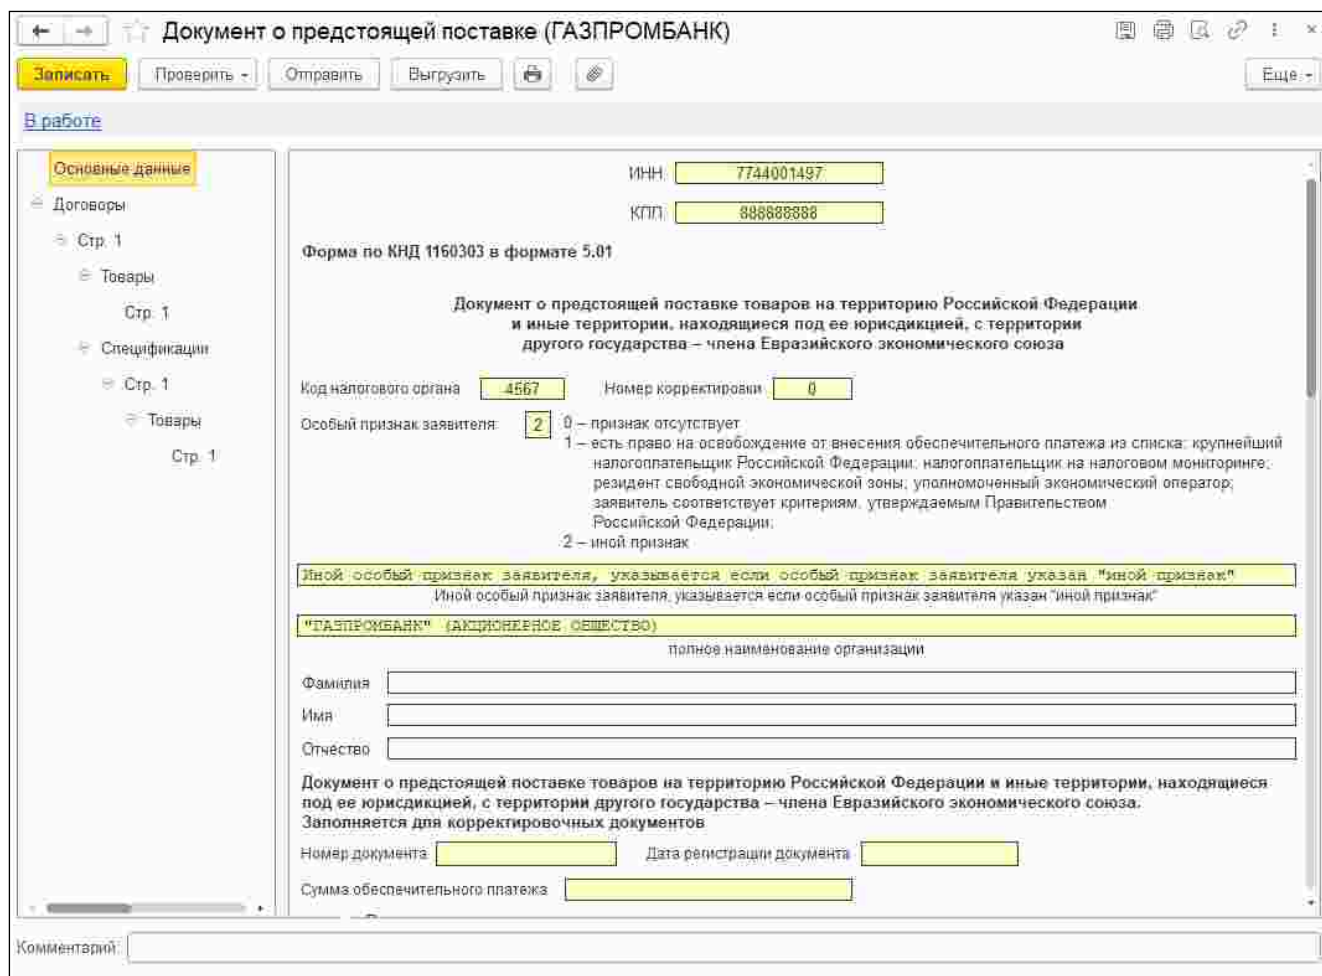 Документ о предстоящей поставке (ГАЗПРОМБАНК)
Записать Проверить Отправить Выгрузить Еще
В работе
Основные данные
Договоры
Стр. 1
Товары
Стр. 1
Спецификации
Стр. 1
Товары
Стр. 1
ИНН: 7744001497
КПП: 888888888
Форма по КНД 1160303 в формате 5.01
Документ о предстоящей поставке товаров на территорию Российской Федерации
и иные территории, находящиеся под ее юрисдикцией, с территории
другого государства – члена Евразийского экономического союза
Код налогового органа 4567 Номер корректировки 0
Особый признак заявителя: 2 0 – признак отсутствует
1 – есть право на освобождение от внесения обеспечительного платежа из списка: крупнейший
налогоплательщик Российской Федерации; налогоплательщик на налоговом мониторинге;
резидент свободной экономической зоны; уполномоченный экономический оператор;
заявитель соответствует критериям, утверждаемым Правительством
Российской Федерации;
2 – иной признак
Иной особый признак заявителя, указывается если особый признак заявителя указан "иной признак"
Иной особый признак заявителя, указывается если особый признак заявителя указан "иной признак"
"ГАЗПРОМБАНК" (АКЦИОНЕРНОЕ ОБЩЕСТВО)
полное наименование организации
Фамилия
Имя
Отчество
Документ о предстоящей поставке товаров на территорию Российской Федерации и иные территории, находящиеся
под ее юрисдикцией, с территории другого государства – члена Евразийского экономического союза.
Заполняется для корректировочных документов
Номер документа Дата регистрации документа
Сумма обеспечительного платежа
Комментарий: